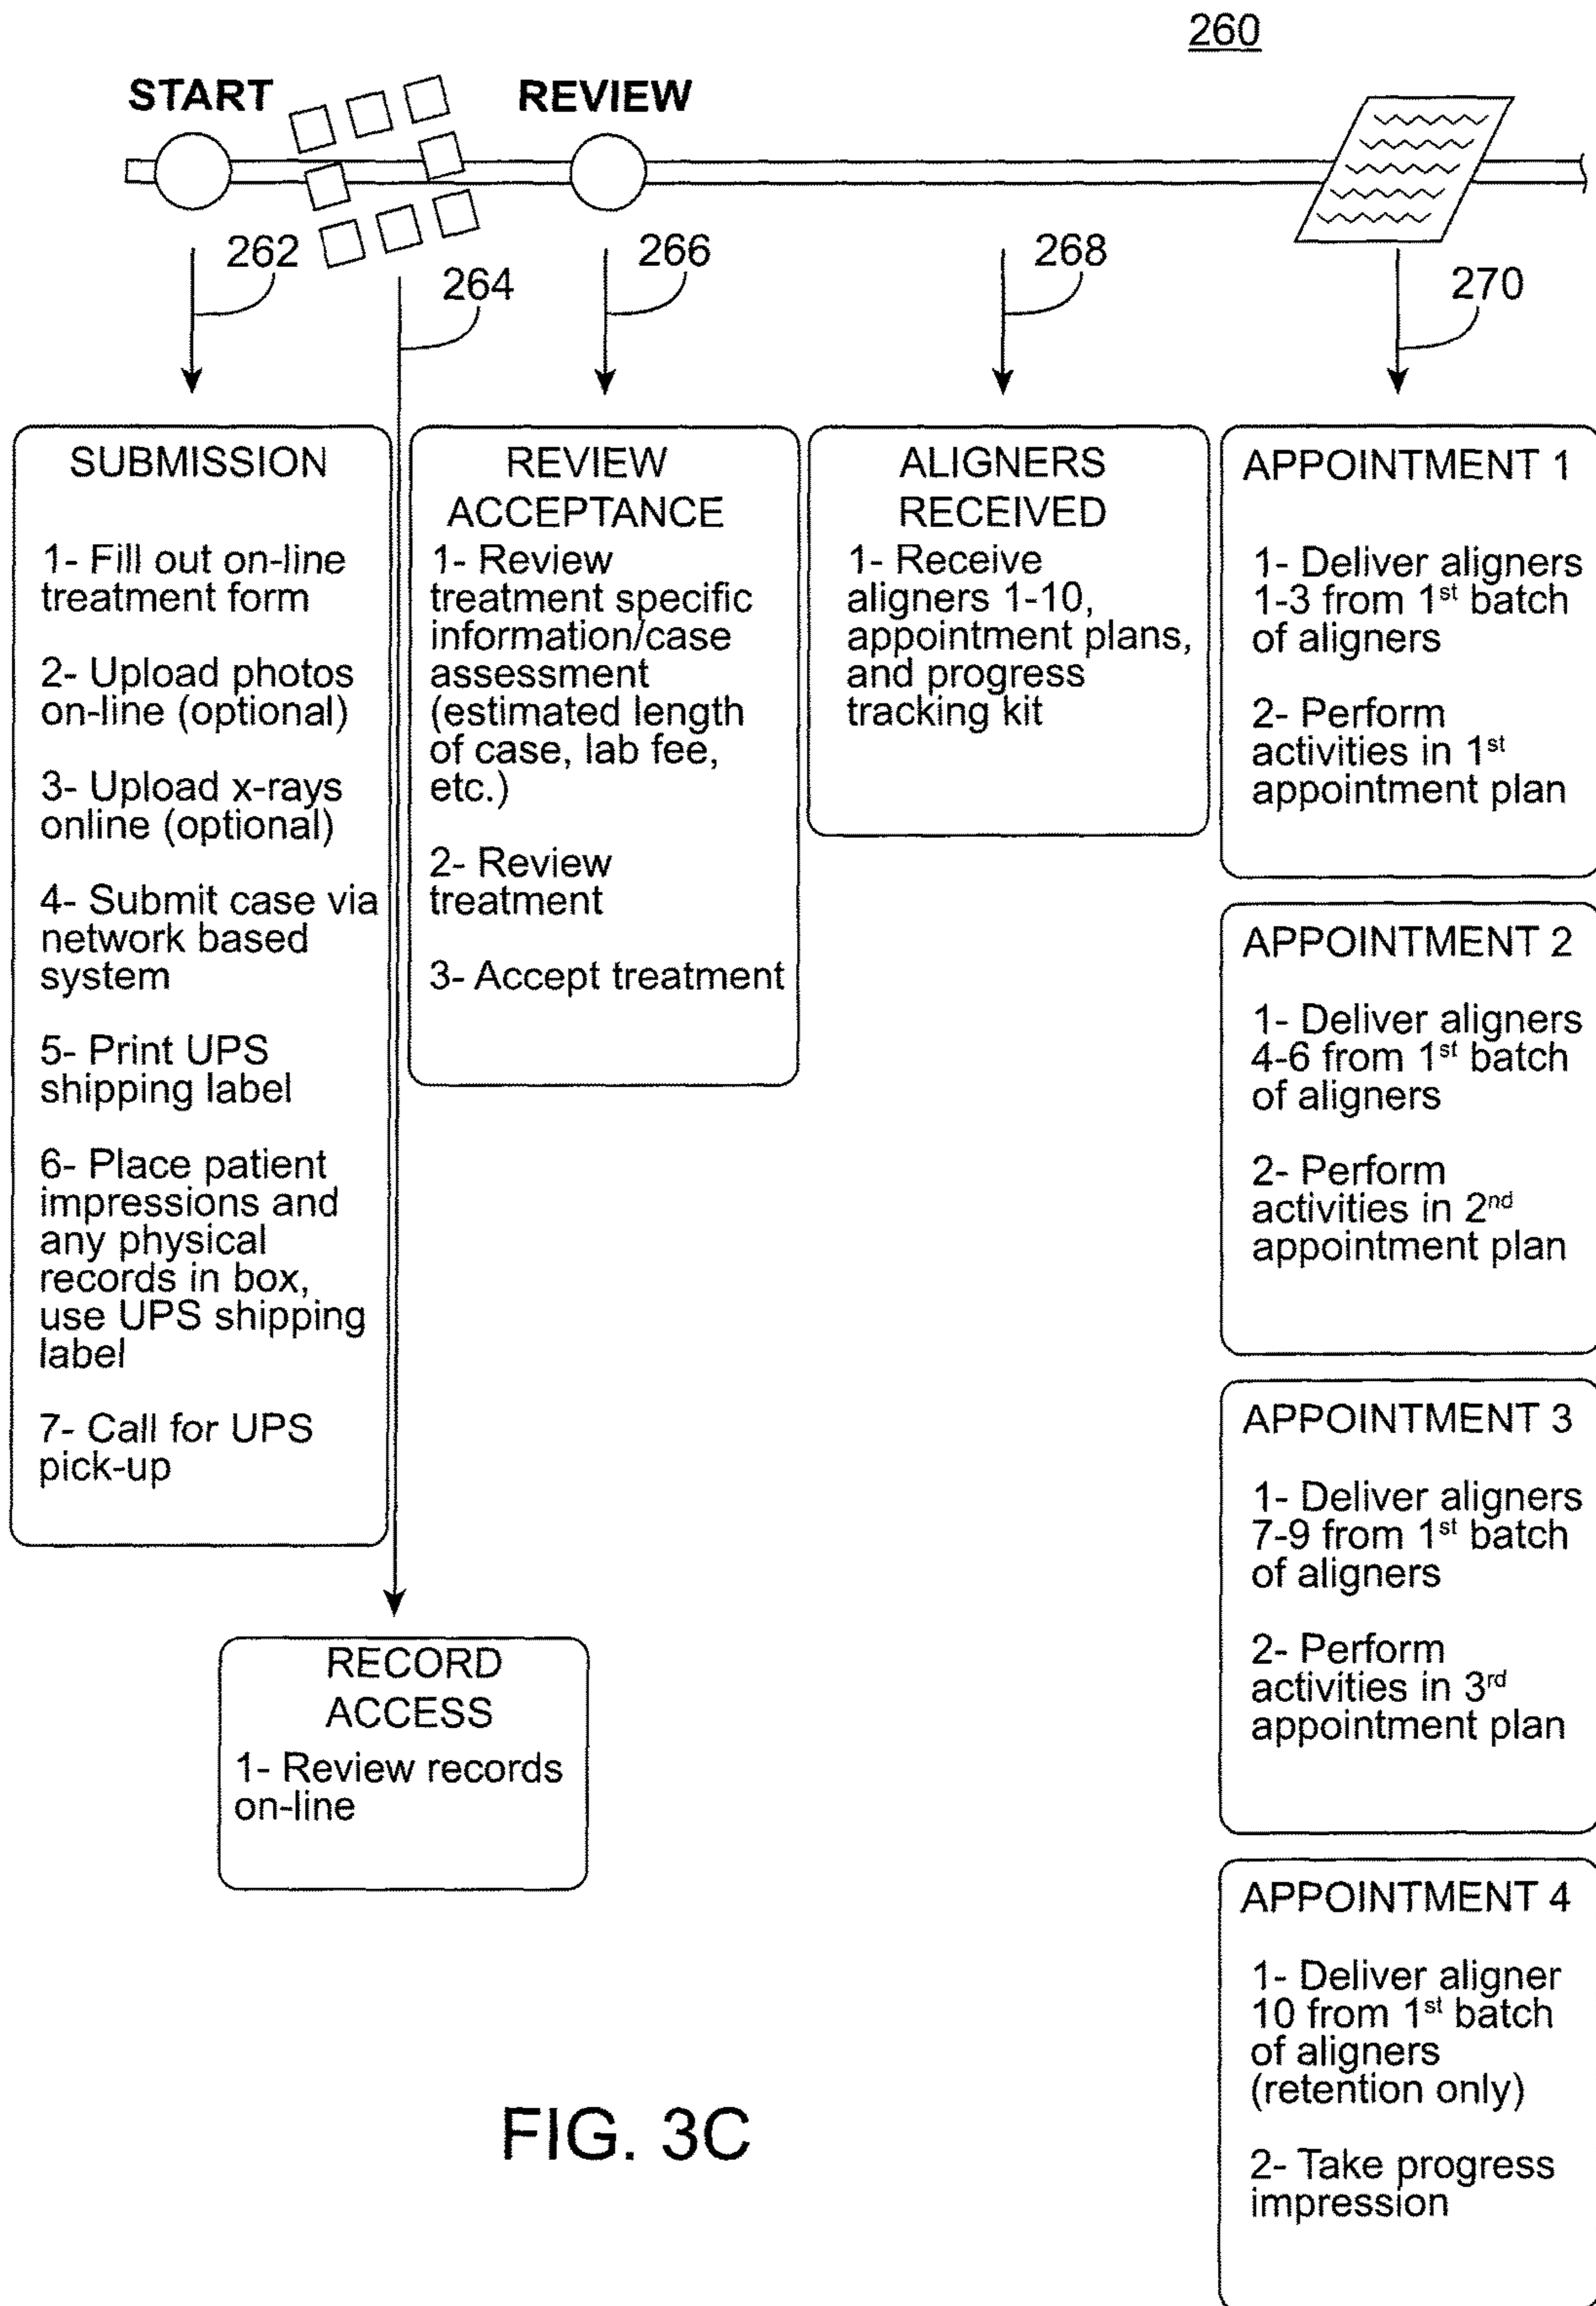 260
START
REVIEW
262
264
266
268
270
SUBMISSION
1- Fill out on-line
treatment form
2- Upload photos
on-line (optional)
3- Upload x-rays
online (optional)
4- Submit case via
network based
system
5- Print UPS
shipping label
6- Place patient
impressions and
any physical
records in box,
use UPS shipping
label
7- Call for UPS
pick-up
RECORD
ACCESS
1- Review records
on-line
REVIEW
ACCEPTANCE
1- Review
treatment specific
information/case
assessment
(estimated length
of case, lab fee,
etc.)
2- Review
treatment
3- Accept treatment
ALIGNERS
RECEIVED
1- Receive
aligners 1-10,
appointment plans,
and progress
tracking kit
APPOINTMENT 1
1- Deliver aligners
1-3 from 1st batch
of aligners
2- Perform
activities in 1st
appointment plan
APPOINTMENT 2
1- Deliver aligners
4-6 from 1st batch
of aligners
2- Perform
activities in 2nd
appointment plan
APPOINTMENT 3
1- Deliver aligners
7-9 from 1st batch
of aligners
2- Perform
activities in 3rd
appointment plan
APPOINTMENT 4
1- Deliver aligner
10 from 1st batch
of aligners
(retention only)
2- Take progress
impression
FIG. 3C